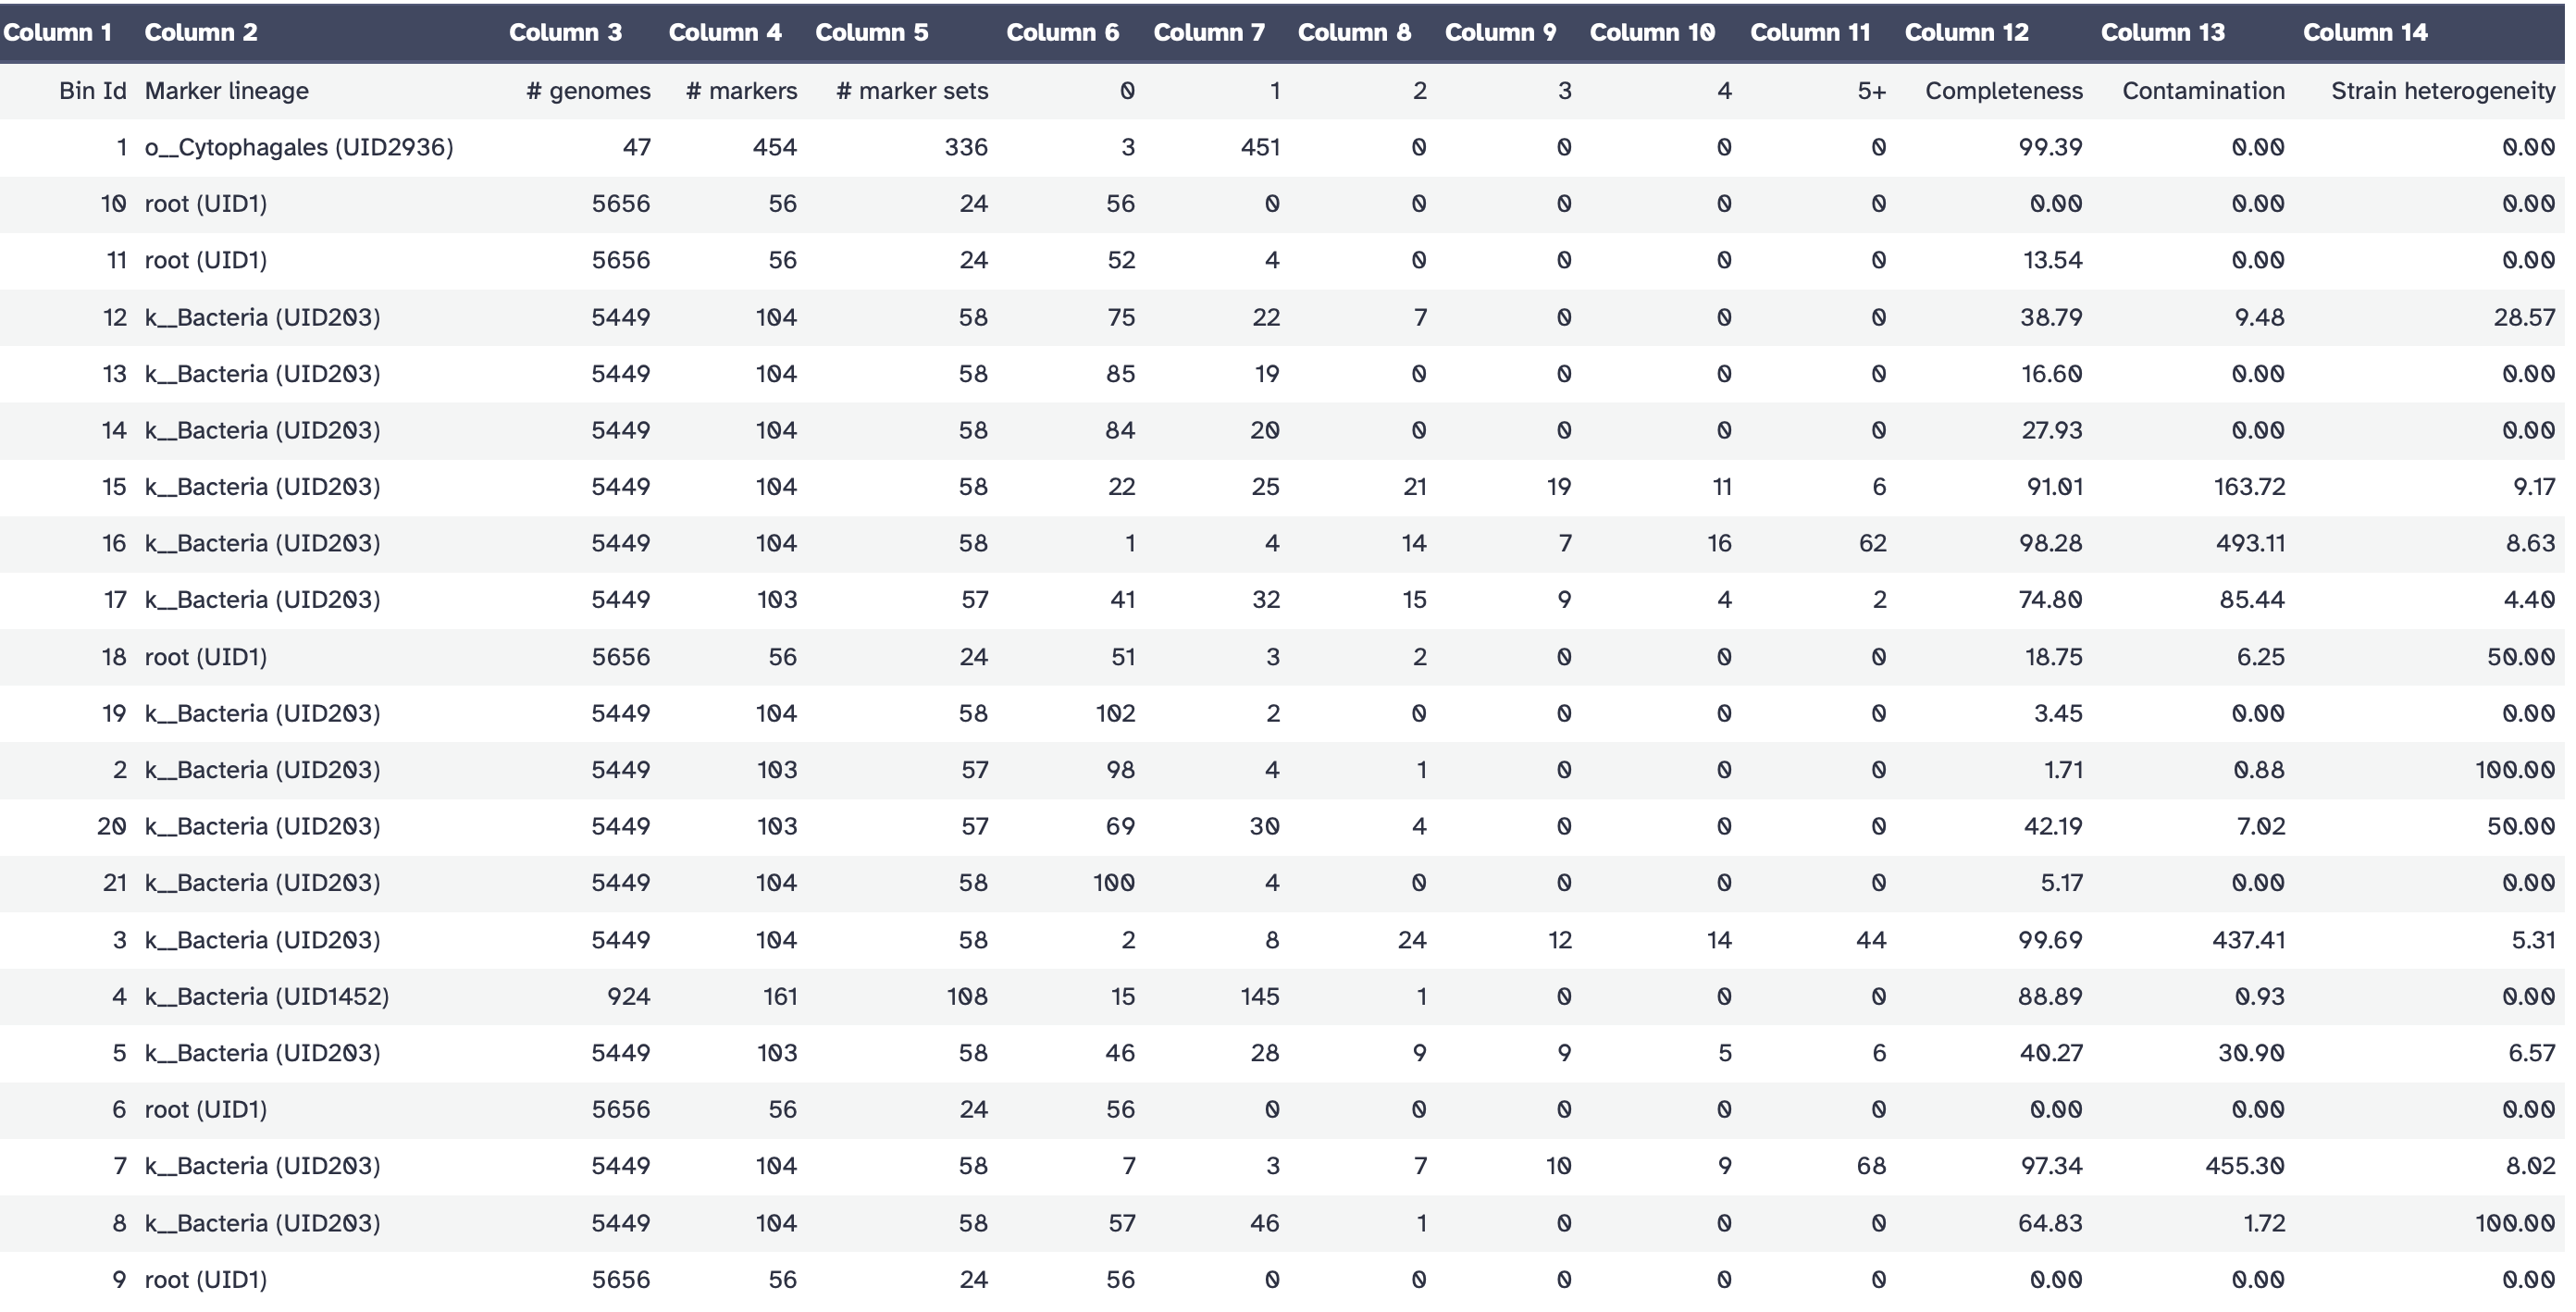 Column 1 Column 2 Column 3 Column 4 Column 5 Column 6 Column 7 Column 8 Column 9 Column 10 Column 11 Column 12 Column 13 Column 14
Bin Id Marker lineage # genomes # markers # marker sets 0 1 2 3 4 5+ Completeness Contamination Strain heterogeneity
1 o__Cytophagales (UID2936) 47 454 336 3 451 0 0 0 0 99.39 0.00 0.00
10 root (UID1) 5656 56 24 56 0 0 0 0 0 0.00 0.00 0.00
11 root (UID1) 5656 56 24 52 4 0 0 0 0 13.54 0.00 0.00
12 k__Bacteria (UID203) 5449 104 58 75 22 7 0 0 0 38.79 9.48 28.57
13 k__Bacteria (UID203) 5449 104 58 85 19 0 0 0 0 16.60 0.00 0.00
14 k__Bacteria (UID203) 5449 104 58 84 20 0 0 0 0 27.93 0.00 0.00
15 k__Bacteria (UID203) 5449 104 58 22 25 21 19 11 6 91.01 163.72 9.17
16 k__Bacteria (UID203) 5449 104 58 1 4 14 7 16 62 98.28 493.11 8.63
17 k__Bacteria (UID203) 5449 103 57 41 32 15 9 4 2 74.80 85.44 4.40
18 root (UID1) 5656 56 24 51 3 2 0 0 0 18.75 6.25 50.00
19 k__Bacteria (UID203) 5449 104 58 102 2 0 0 0 0 3.45 0.00 0.00
2 k__Bacteria (UID203) 5449 103 57 98 4 1 0 0 0 1.71 0.88 100.00
20 k__Bacteria (UID203) 5449 103 57 69 30 4 0 0 0 42.19 7.02 50.00
21 k__Bacteria (UID203) 5449 104 58 100 4 0 0 0 0 5.17 0.00 0.00
3 k__Bacteria (UID203) 5449 104 58 2 8 24 12 14 44 99.69 437.41 5.31
4 k__Bacteria (UID1452) 924 161 108 15 145 1 0 0 0 88.89 0.93 0.00
5 k__Bacteria (UID203) 5449 103 58 46 28 9 9 5 6 40.27 30.90 6.57
6 root (UID1) 5656 56 24 56 0 0 0 0 0 0.00 0.00 0.00
7 k__Bacteria (UID203) 5449 104 58 7 3 7 10 9 68 97.34 455.30 8.02
8 k__Bacteria (UID203) 5449 104 58 57 46 1 0 0 0 64.83 1.72 100.00
9 root (UID1) 5656 56 24 56 0 0 0 0 0 0.00 0.00 0.00